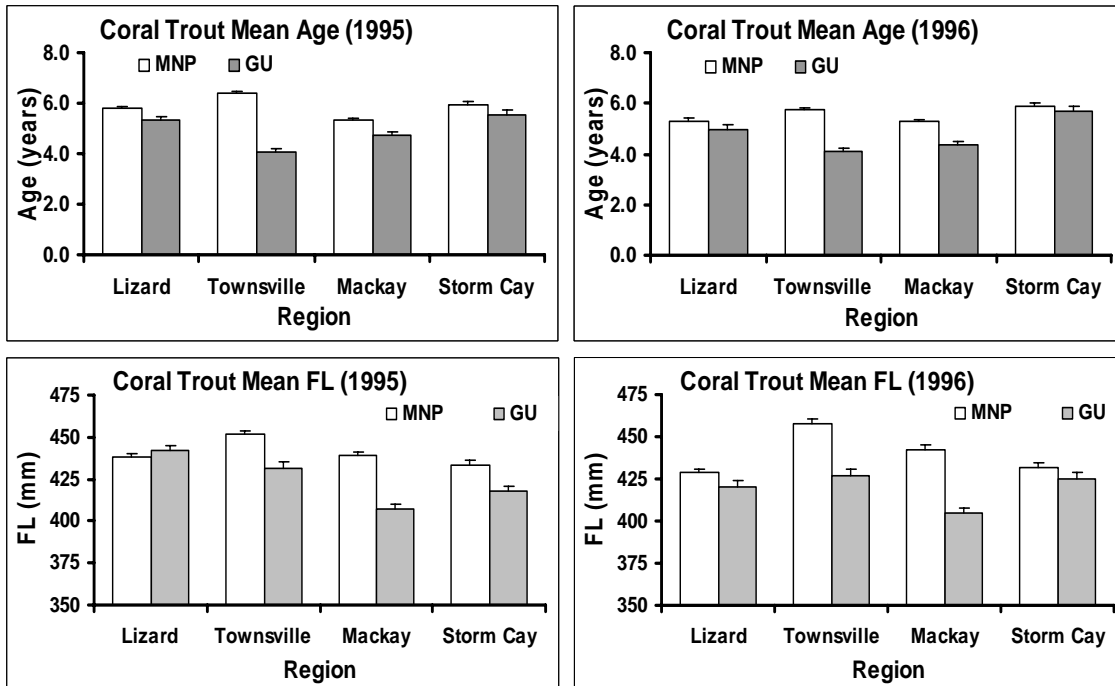 Coral Trout Mean Age (1995)
MNP GU
Age (years)
8.0
6.0
4.0
2.0
0.0
Lizard Townsville Mackay Storm Cay
Region
Coral Trout Mean Age (1996)
MNP GU
Age (years)
8.0
6.0
4.0
2.0
0.0
Lizard Townsville Mackay Storm Cay
Region
Coral Trout Mean FL (1995)
MNP GU
FL (mm)
475
450
425
400
375
350
Lizard Townsville Mackay Storm Cay
Region
Coral Trout Mean FL (1996)
MNP GU
FL (mm)
475
450
425
400
375
350
Lizard Townsville Mackay Storm Cay
Region